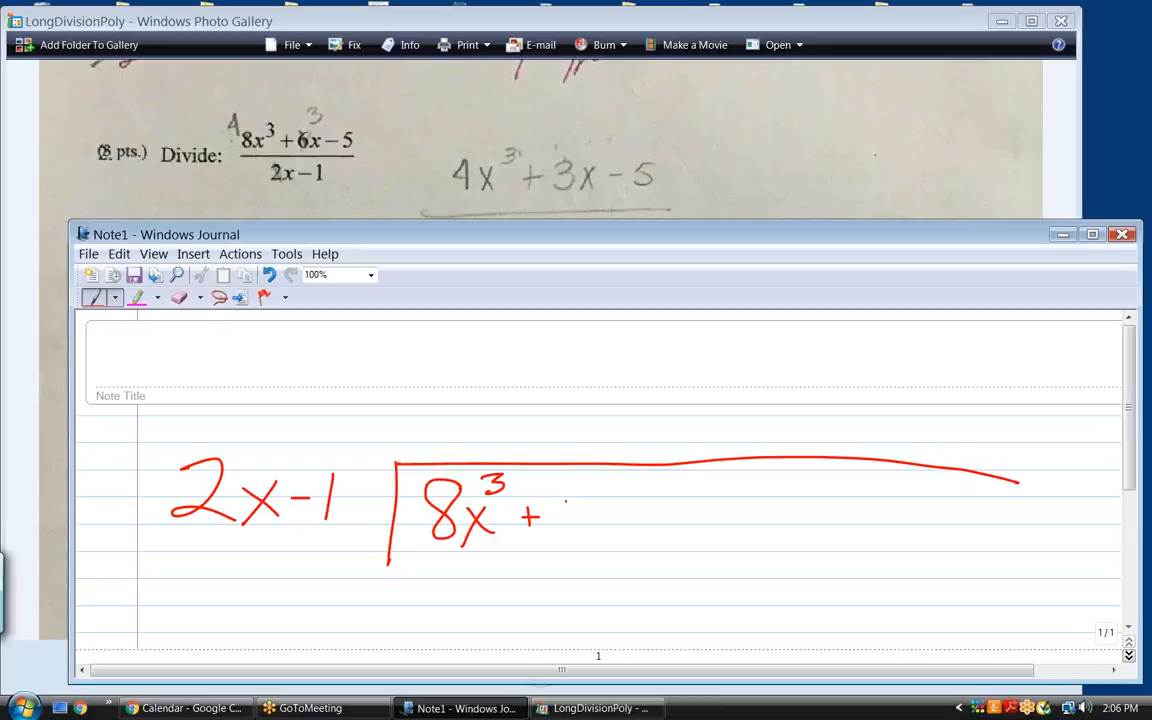 LongDivisionPoly - Windows Photo Gallery
Add Folder To Gallery File Fix Info Print E-mail Burn Make a Movie Open
4 3
(8 pts.) Divide: 8x³ + 6x − 5
2x − 1
4x³ + 3x − 5
Note1 - Windows Journal
File Edit View Insert Actions Tools Help
100%
Note Title
2x − 1 8x³ +
1/1
1
Calendar - Google C... GoToMeeting Note1 - Windows Jo... LongDivisionPoly - ... 2:06 PM